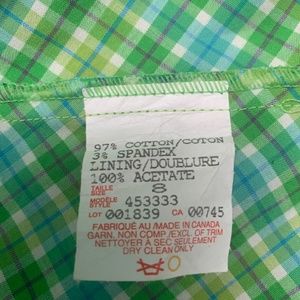 97% COTTON/COTON
3% SPANDEX
LINING/DOUBLURE
100% ACETATE
TAILLE
SIZE 8
MODÈLE
STYLE 453333
LOT 001839 CA 00745
FABRIQUÉ AU/MADE IN CANADA
GARN. NON COMP./EXCL. OF TRIM
NETTOYER À SEC SEULEMENT
DRY CLEAN ONLY